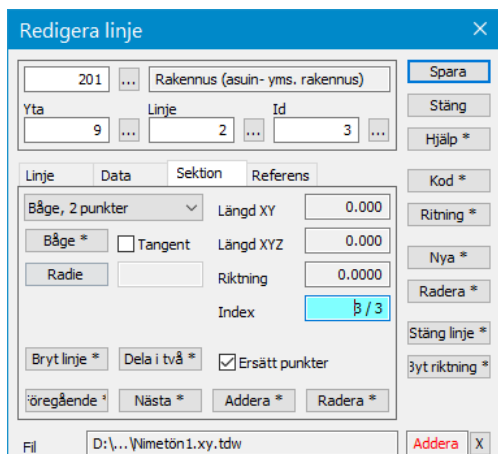 Redigera linje
201 ... Rakennus (asuin- yms. rakennus) Spara
Yta Linje Id Stäng
9 ... 2 ... 3 ... Hjälp *
Linje Data Sektion Referens Kod *
Båge, 2 punkter Längd XY 0.000 Ritning *
Båge * Tangent Längd XYZ 0.000
Radie Riktning 0.0000 Nya *
Index 3 / 3 Radera *
Stäng linje *
Bryt linje * Dela i två * Ersätt punkter riktning *
Nästa * Addera * Radera *
Fil D:\...\Nimetön1.xy.tdw Addera X